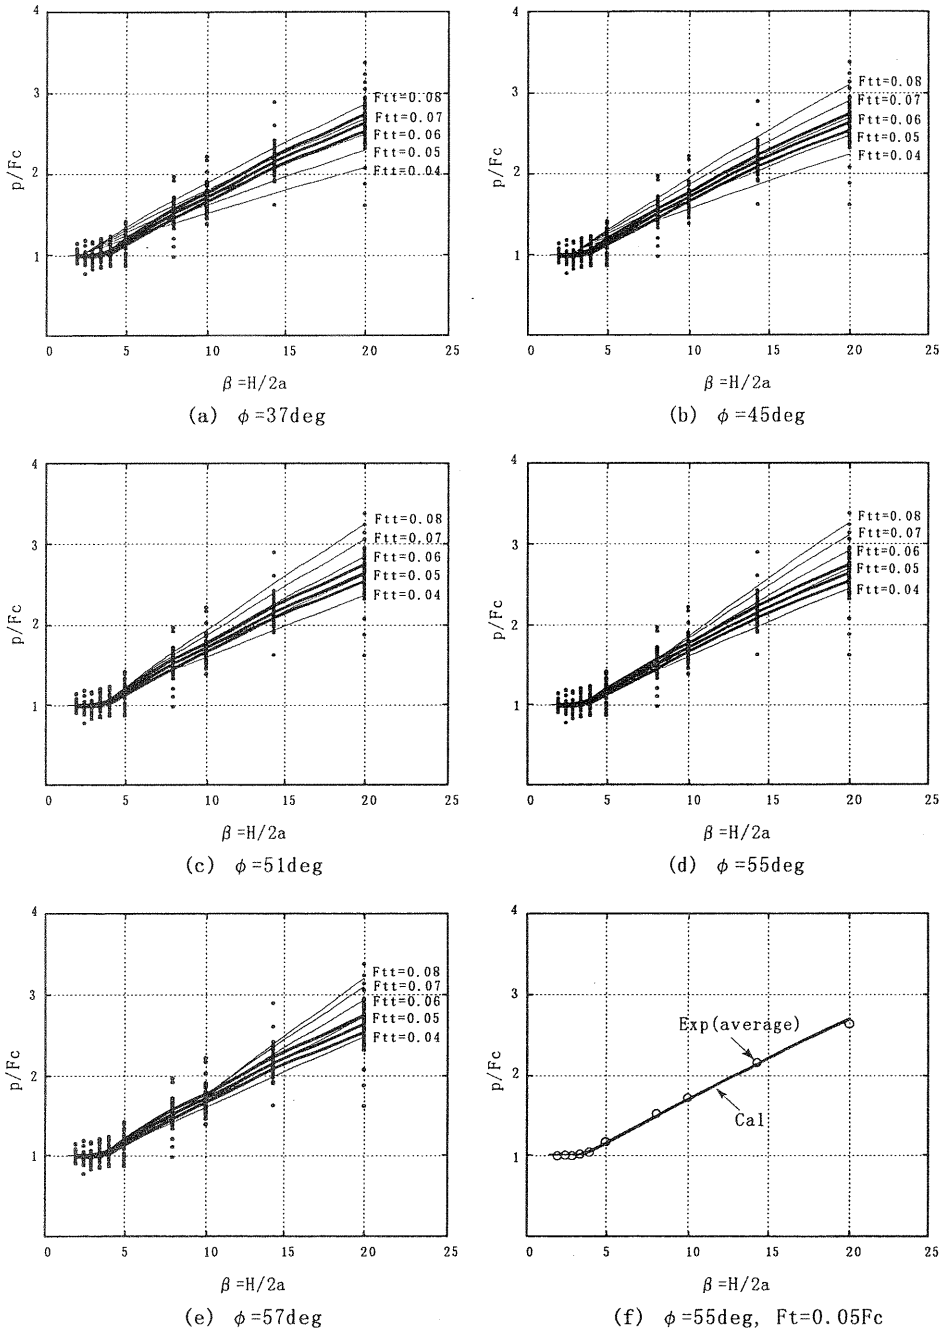 4
3
2
1
p/Fc
Ftt=0.08
Ftt=0.07
Ftt=0.06
Ftt=0.05
Ftt=0.04
0 5 10 15 20 25
β=H/2a
(a) φ=37deg
4
3
2
1
p/Fc
Ftt=0.08
Ftt=0.07
Ftt=0.06
Ftt=0.05
Ftt=0.04
0 5 10 15 20 25
β=H/2a
(b) φ=45deg
4
3
2
1
p/Fc
Ftt=0.08
Ftt=0.07
Ftt=0.06
Ftt=0.05
Ftt=0.04
0 5 10 15 20 25
β=H/2a
(c) φ=51deg
4
3
2
1
p/Fc
Ftt=0.08
Ftt=0.07
Ftt=0.06
Ftt=0.05
Ftt=0.04
0 5 10 15 20 25
β=H/2a
(d) φ=55deg
4
3
2
1
p/Fc
Ftt=0.08
Ftt=0.07
Ftt=0.06
Ftt=0.05
Ftt=0.04
0 5 10 15 20 25
β=H/2a
(e) φ=57deg
4
3
2
1
p/Fc
Exp(average)
Cal
0 5 10 15 20 25
β=H/2a
(f) φ=55deg, Ft=0.05Fc